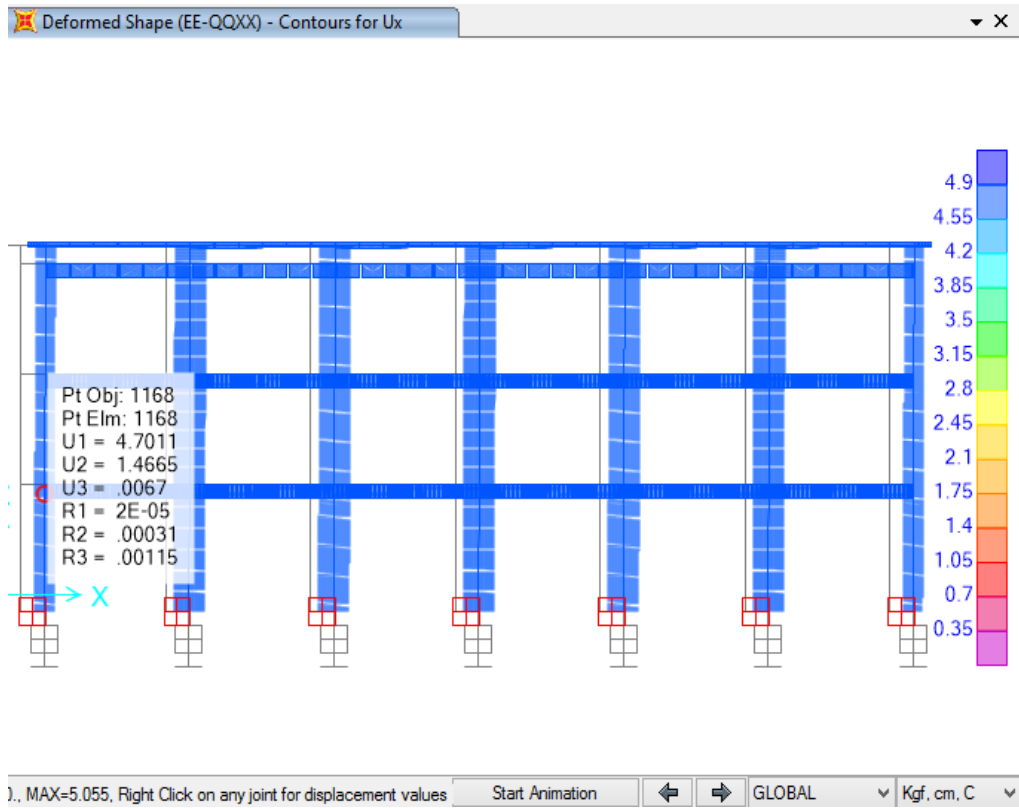 Deformed Shape (EE-QQXX) - Contours for Ux
4.9
4.55
4.2
3.85
3.5
3.15
2.8
2.45
2.1
1.75
1.4
1.05
0.7
0.35
Pt Obj: 1168
Pt Elm: 1168
U1 = 4.7011
U2 = 1.4665
U3 = .0067
R1 = 2E-05
R2 = .00031
R3 = .00115
X
0., MAX=5.055, Right Click on any joint for displacement values
Start Animation
GLOBAL
Kgf, cm, C